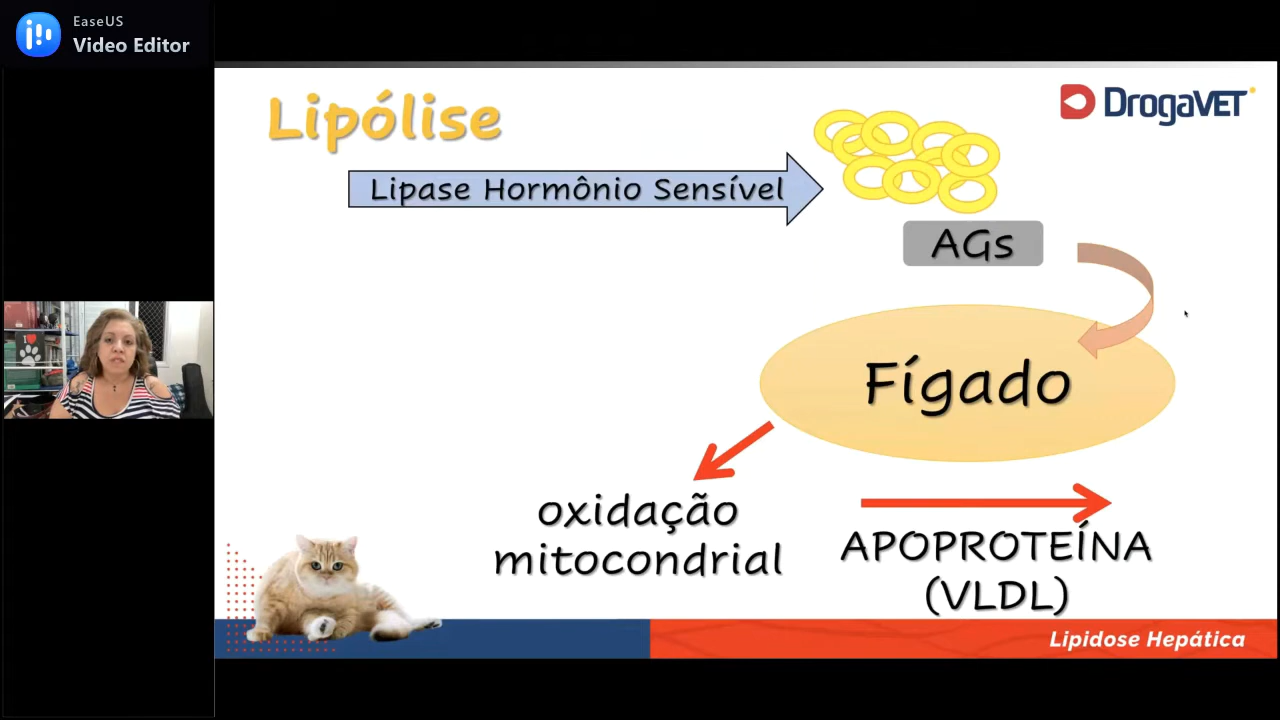 EaseUS
Video Editor
Lipólise
DrogaVET
Lipase Hormônio Sensível
AGs
Fígado
oxidação
mitocondrial
APOPROTEÍNA
(VLDL)
Lipidose Hepática